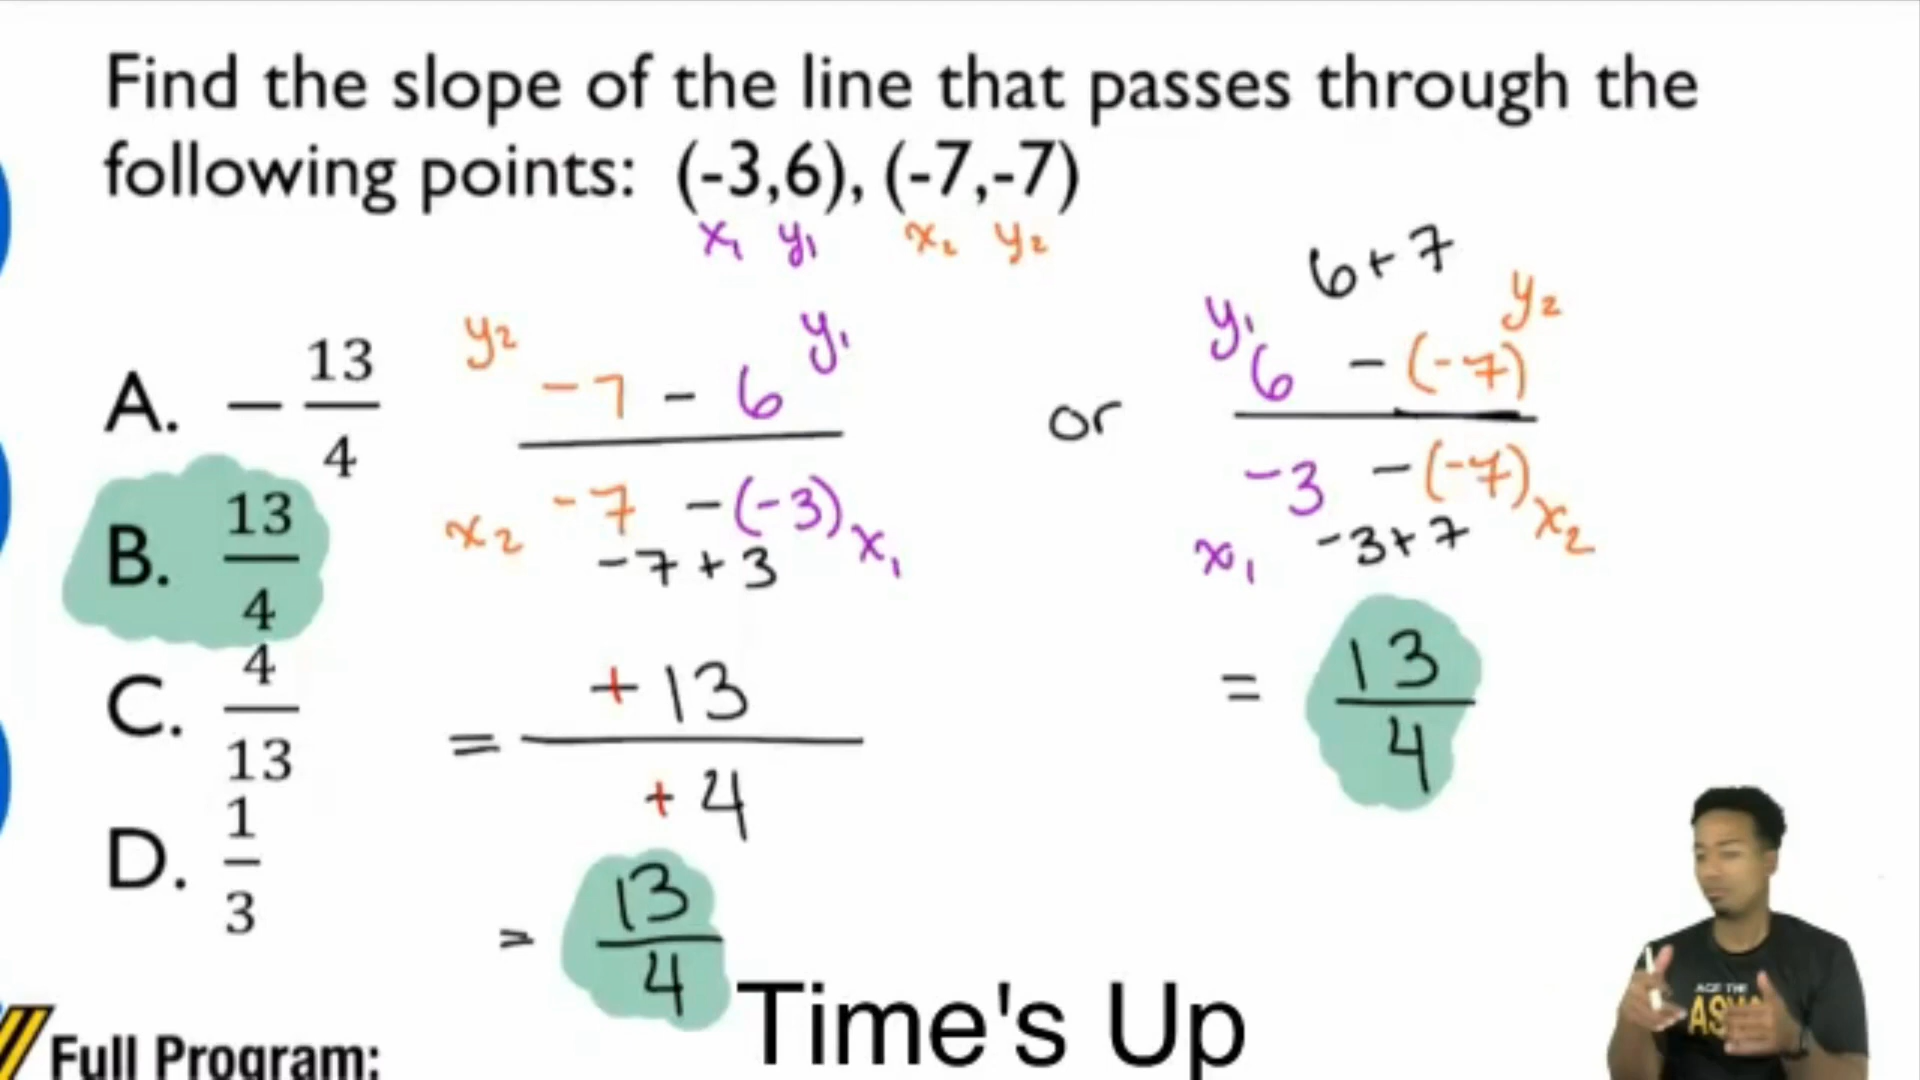 Find the slope of the line that passes through the
following points: (-3,6), (-7,-7)
x₁ y₁ x₂ y₂
A. − 13/4
B. 13/4
C. 4/13
D. 1/3
y₂ y₁
-7 - 6
x₂ -7 -(-3) x₁
-7+3
= +13
+4
= 13/4
or
6+7
y₁ y₂
6 - (-7)
-3 -(-7)
x₁ -3+7 x₂
= 13/4
Time's Up
Full Program:
ACE THE